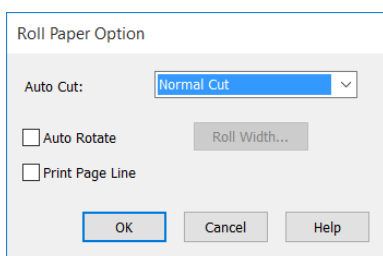 Roll Paper Option
Auto Cut: Normal Cut
Auto Rotate Roll Width...
Print Page Line
OK Cancel Help